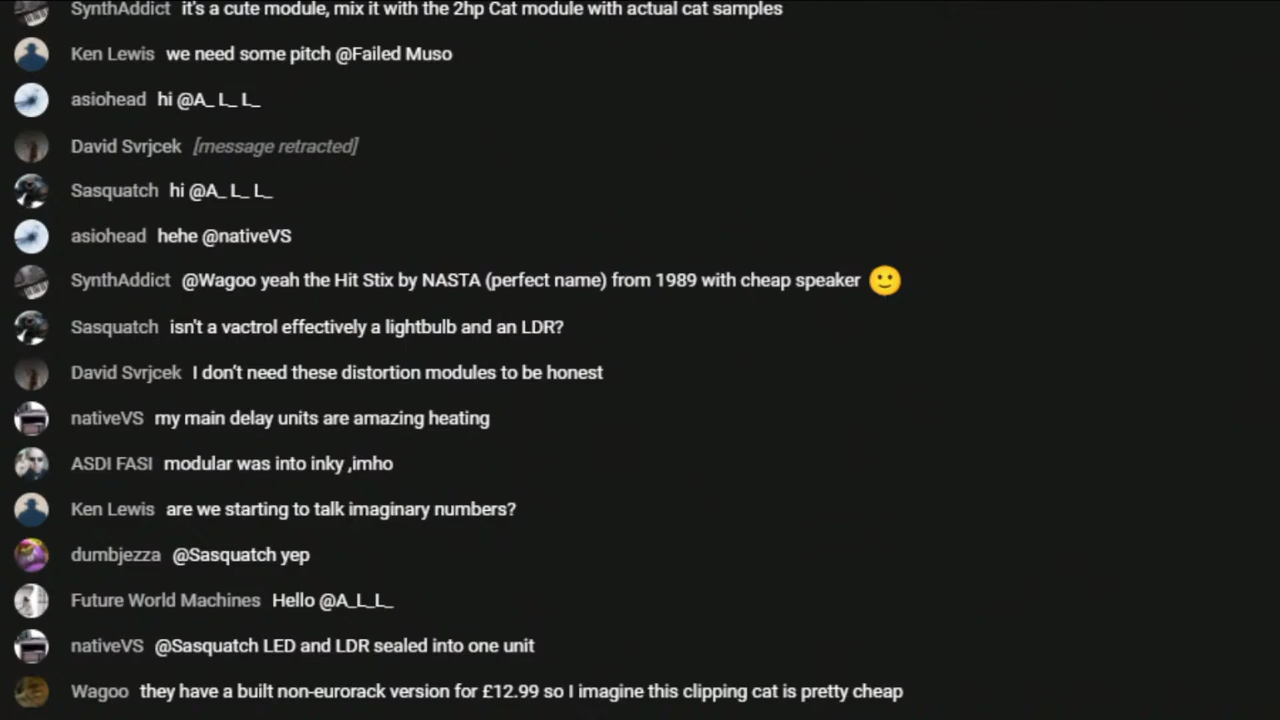 SynthAddict it's a cute module, mix it with the 2hp Cat module with actual cat samples
Ken Lewis we need some pitch @Failed Muso
asiohead hi @A_ L_ L_
David Svrjcek [message retracted]
Sasquatch hi @A_ L_ L_
asiohead hehe @nativeVS
SynthAddict @Wagoo yeah the Hit Stix by NASTA (perfect name) from 1989 with cheap speaker
Sasquatch isn't a vactrol effectively a lightbulb and an LDR?
David Svrjcek I don't need these distortion modules to be honest
nativeVS my main delay units are amazing heating
ASDI FASI modular was into inky ,imho
Ken Lewis are we starting to talk imaginary numbers?
dumbjezza @Sasquatch yep
Future World Machines Hello @A_L_L_
nativeVS @Sasquatch LED and LDR sealed into one unit
Wagoo they have a built non-eurorack version for £12.99 so I imagine this clipping cat is pretty cheap